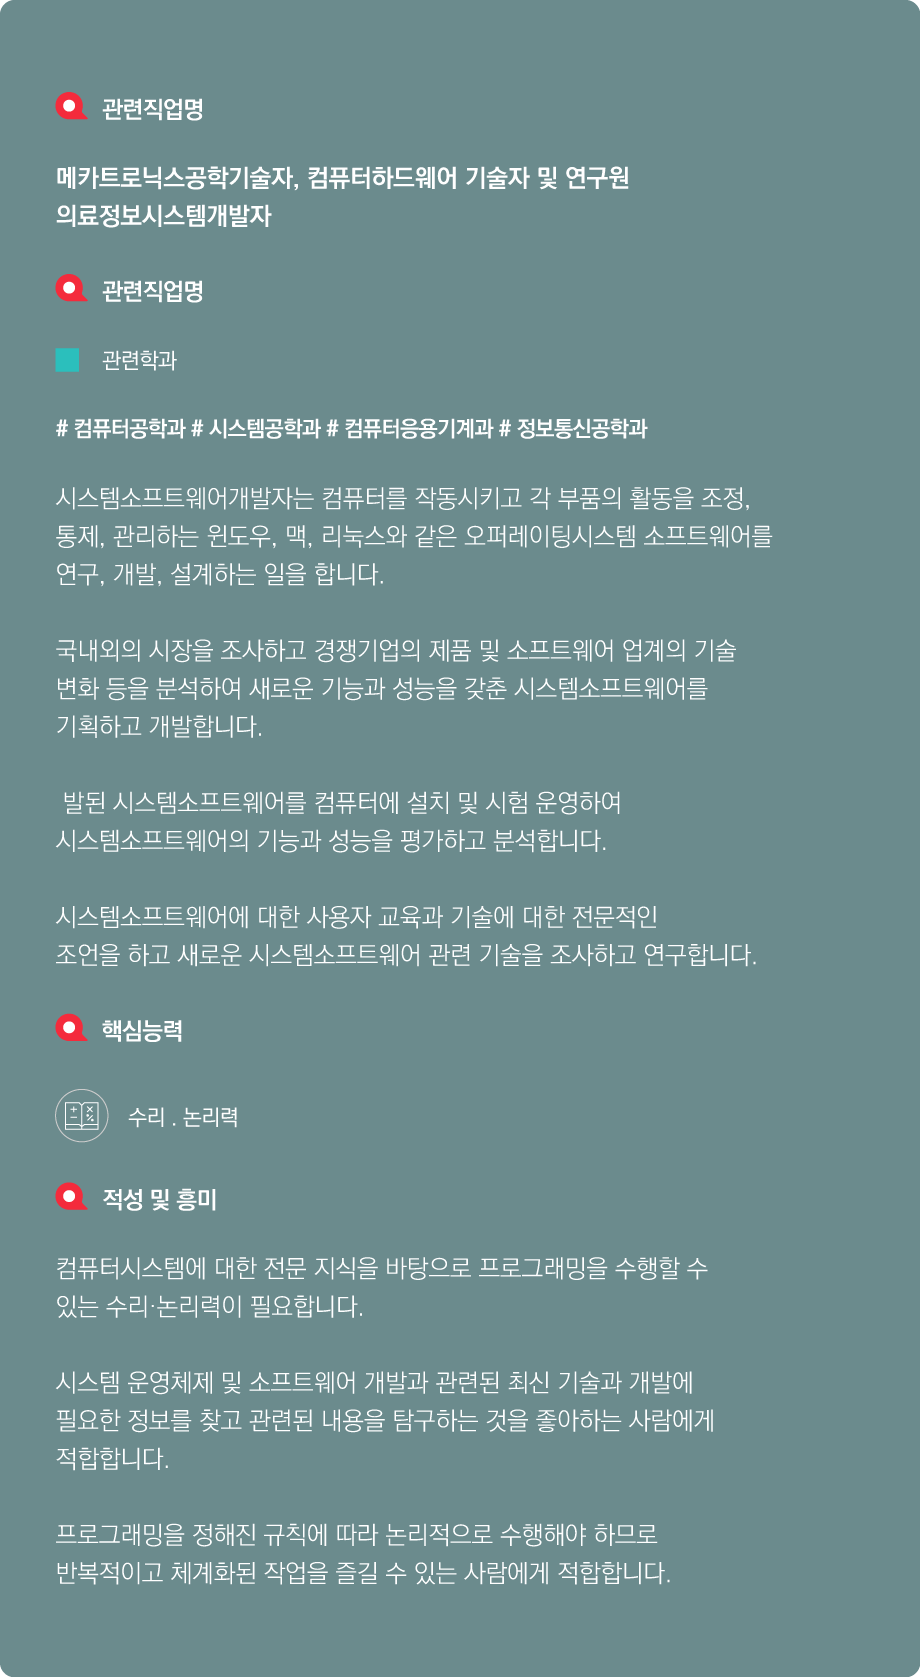 관련직업명
메카트로닉스공학기술자, 컴퓨터하드웨어 기술자 및 연구원
의료정보시스템개발자
관련직업명
관련학과
# 컴퓨터공학과 # 시스템공학과 # 컴퓨터응용기계과 # 정보통신공학과
시스템소프트웨어개발자는 컴퓨터를 작동시키고 각 부품의 활동을 조정,
통제, 관리하는 윈도우, 맥, 리눅스와 같은 오퍼레이팅시스템 소프트웨어를
연구, 개발, 설계하는 일을 합니다.
국내외의 시장을 조사하고 경쟁기업의 제품 및 소프트웨어 업계의 기술
변화 등을 분석하여 새로운 기능과 성능을 갖춘 시스템소프트웨어를
기획하고 개발합니다.
발된 시스템소프트웨어를 컴퓨터에 설치 및 시험 운영하여
시스템소프트웨어의 기능과 성능을 평가하고 분석합니다.
시스템소프트웨어에 대한 사용자 교육과 기술에 대한 전문적인
조언을 하고 새로운 시스템소프트웨어 관련 기술을 조사하고 연구합니다.
핵심능력
수리 . 논리력
적성 및 흥미
컴퓨터시스템에 대한 전문 지식을 바탕으로 프로그래밍을 수행할 수
있는 수리·논리력이 필요합니다.
시스템 운영체제 및 소프트웨어 개발과 관련된 최신 기술과 개발에
필요한 정보를 찾고 관련된 내용을 탐구하는 것을 좋아하는 사람에게
적합합니다.
프로그래밍을 정해진 규칙에 따라 논리적으로 수행해야 하므로
반복적이고 체계화된 작업을 즐길 수 있는 사람에게 적합합니다.